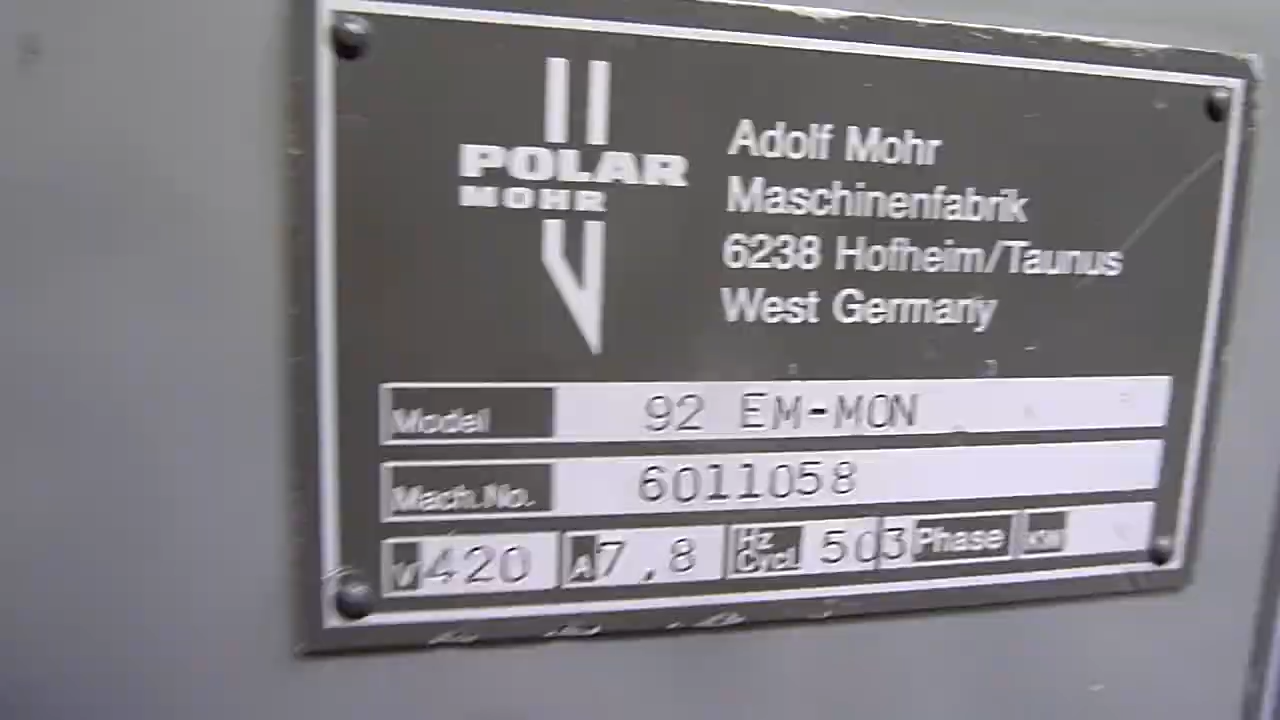 POLAR
MOHR
Adolf Mohr
Maschinenfabrik
6238 Hofheim/Taunus
West Germany
Model 92 EM-MON
Mach.No. 6011058
V 420 A 7,8 Hz Cycl. 50 3 Phase kW